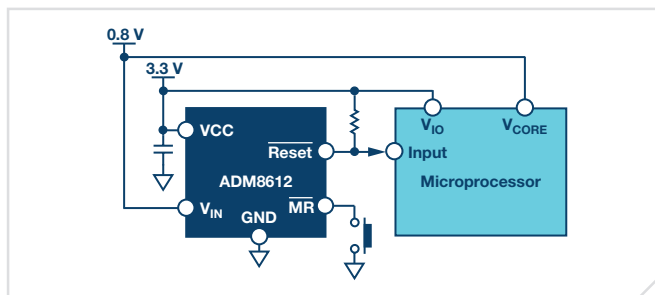 0.8 V
3.3 V
VCC
Reset
ADM8612
VIN
GND
MR
VIO
VCORE
Input
Microprocessor